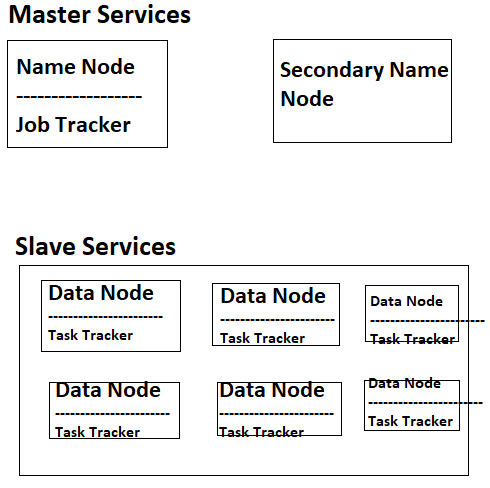 Master Services
Name Node
------------------
Job Tracker
Secondary Name
Node
Slave Services
Data Node
-----------------------
Task Tracker
Data Node
-----------------------
Task Tracker
Data Node
-----------------------
Task Tracker
Data Node
-----------------------
Task Tracker
Data Node
-----------------------
Task Tracker
Data Node
-----------------------
Task Tracker